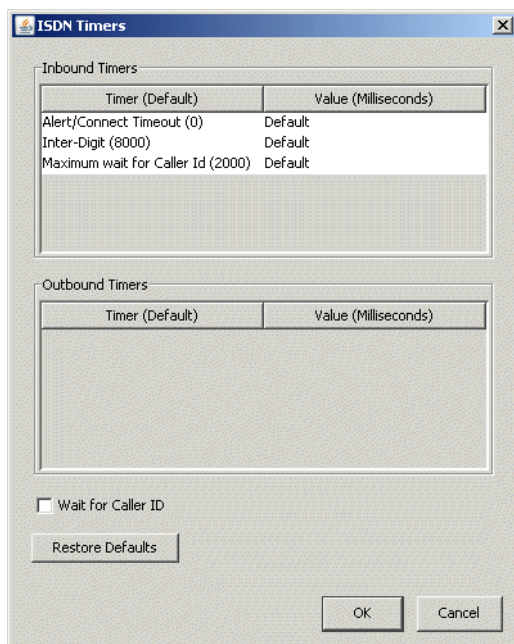 ISDN Timers
Inbound Timers
Timer (Default) Value (Milliseconds)
Alert/Connect Timeout (0) Default
Inter-Digit (8000) Default
Maximum wait for Caller Id (2000) Default
Outbound Timers
Timer (Default) Value (Milliseconds)
Wait for Caller ID
Restore Defaults
OK Cancel